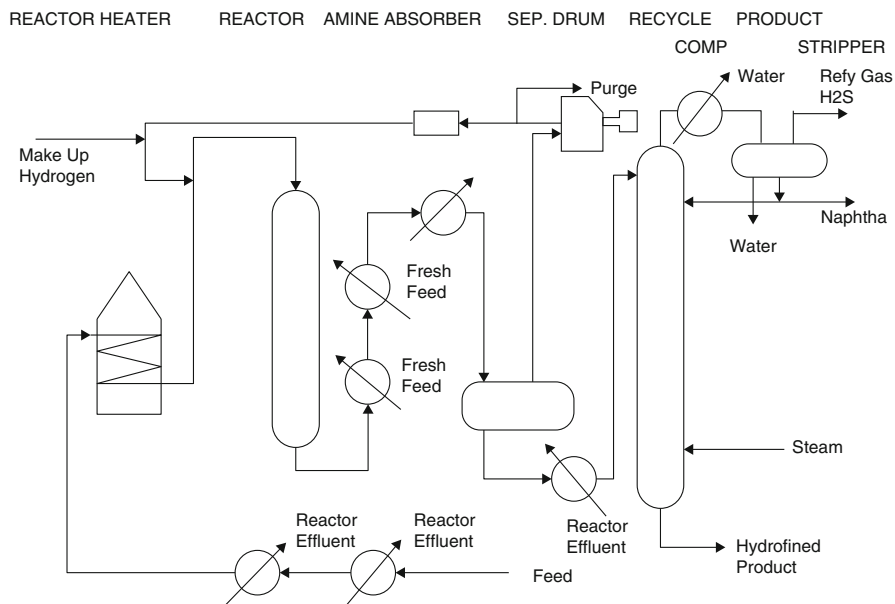 REACTOR HEATER REACTOR AMINE ABSORBER SEP. DRUM RECYCLE PRODUCT
COMP STRIPPER
Water
Refy Gas
H2S
Purge
Make Up
Hydrogen
Naphtha
Water
Fresh
Feed
Fresh
Feed
Steam
Reactor
Effluent
Reactor
Effluent
Reactor
Effluent
Feed
Hydrofined
Product